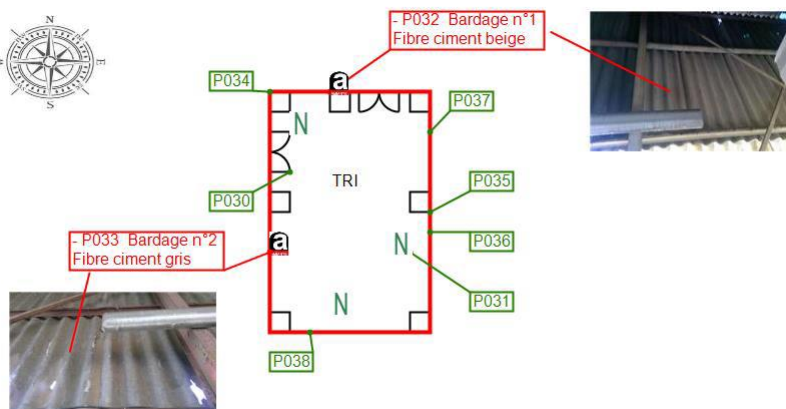 N
E
S
- P032 Bardage n°1
Fibre ciment beige
a
P034
P037
N
TRI
P030
P035
P036
- P033 Bardage n°2
Fibre ciment gris
a
N
P031
N
P038